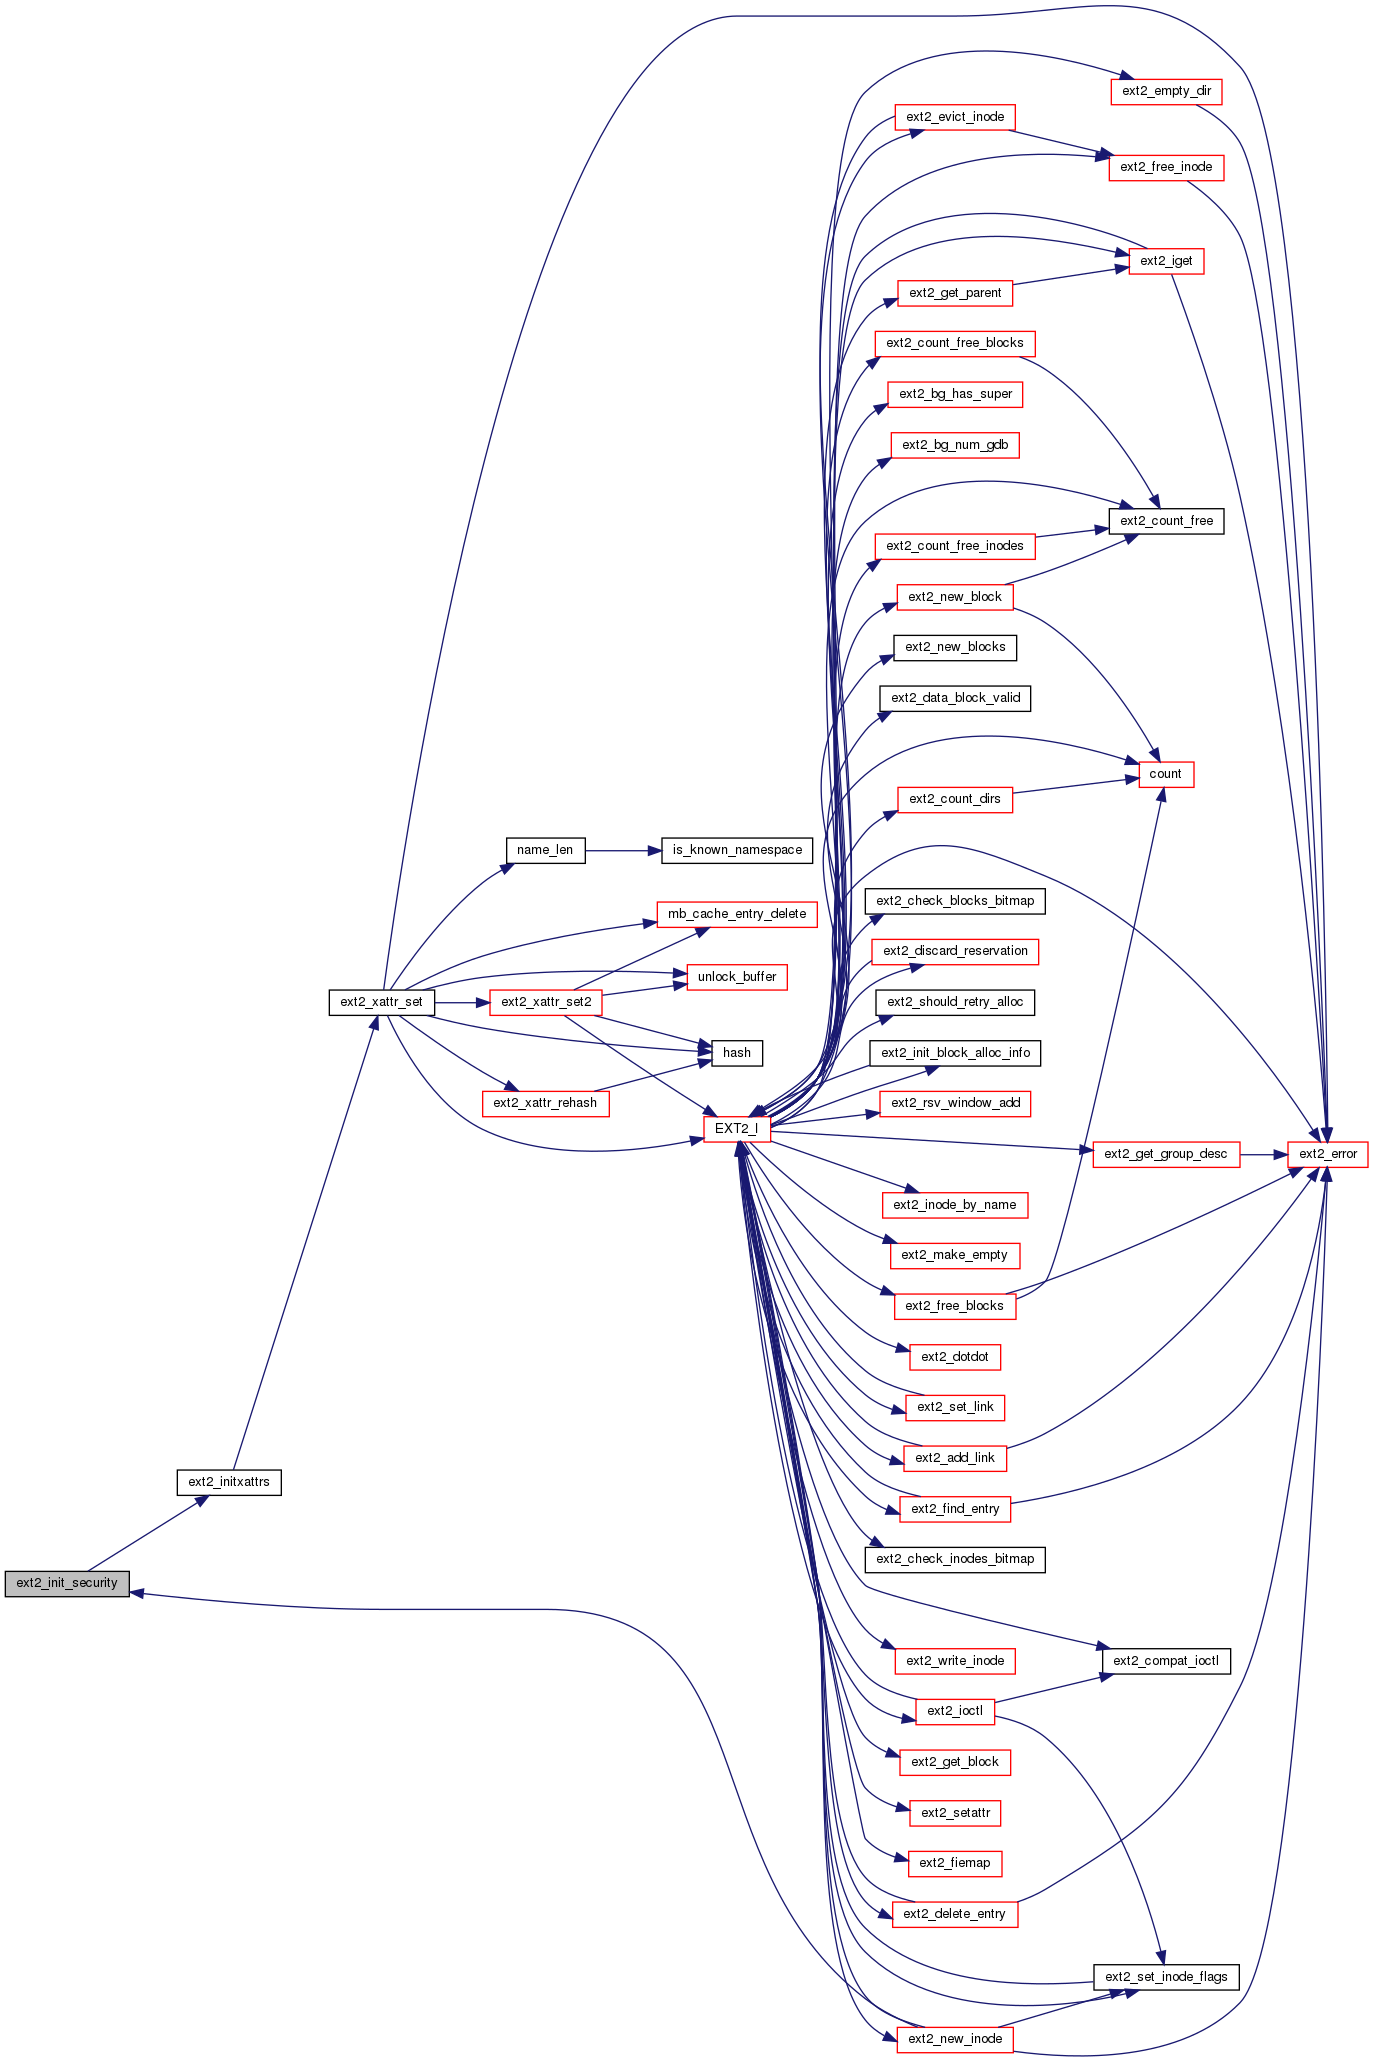 ext2_empty_dir
ext2_evict_inode
ext2_free_inode
ext2_iget
ext2_get_parent
ext2_count_free_blocks
ext2_bg_has_super
ext2_bg_num_gdb
ext2_count_free
ext2_count_free_inodes
ext2_new_block
ext2_new_blocks
ext2_data_block_valid
count
ext2_count_dirs
name_len
is_known_namespace
ext2_check_blocks_bitmap
mb_cache_entry_delete
ext2_discard_reservation
unlock_buffer
ext2_xattr_set
ext2_xattr_set2
ext2_should_retry_alloc
hash
ext2_init_block_alloc_info
ext2_xattr_rehash
ext2_rsv_window_add
EXT2_I
ext2_get_group_desc
ext2_error
ext2_inode_by_name
ext2_make_empty
ext2_free_blocks
ext2_dotdot
ext2_set_link
ext2_add_link
ext2_initxattrs
ext2_find_entry
ext2_check_inodes_bitmap
ext2_init_security
ext2_write_inode
ext2_compat_ioctl
ext2_ioctl
ext2_get_block
ext2_setattr
ext2_fiemap
ext2_delete_entry
ext2_set_inode_flags
ext2_new_inode